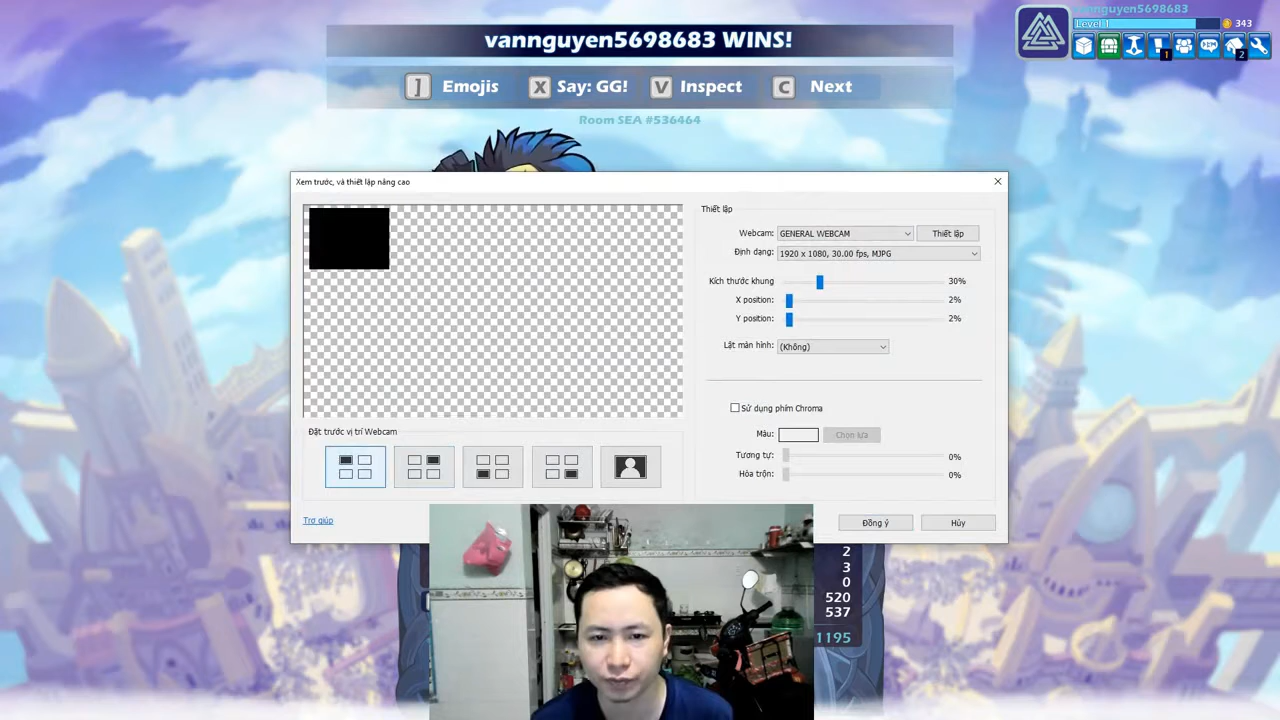 vannguyen5698683
Level 1
343
1
2
vannguyen5698683 WINS!
] Emojis X Say: GG! V Inspect C Next
Room SEA #536464
Xem trước, và thiết lập nâng cao
Thiết lập
Webcam: GENERAL WEBCAM Thiết lập
Định dạng: 1920 x 1080, 30.00 fps, MJPG
Kích thước khung 30%
X position: 2%
Y position: 2%
Lật màn hình: (Không)
Sử dụng phím Chroma
Màu: Chọn lựa
Tương tự: 0%
Hòa trộn: 0%
Đặt trước vị trí Webcam
Trợ giúp
Đồng ý Hủy
2
3
0
520
537
1195